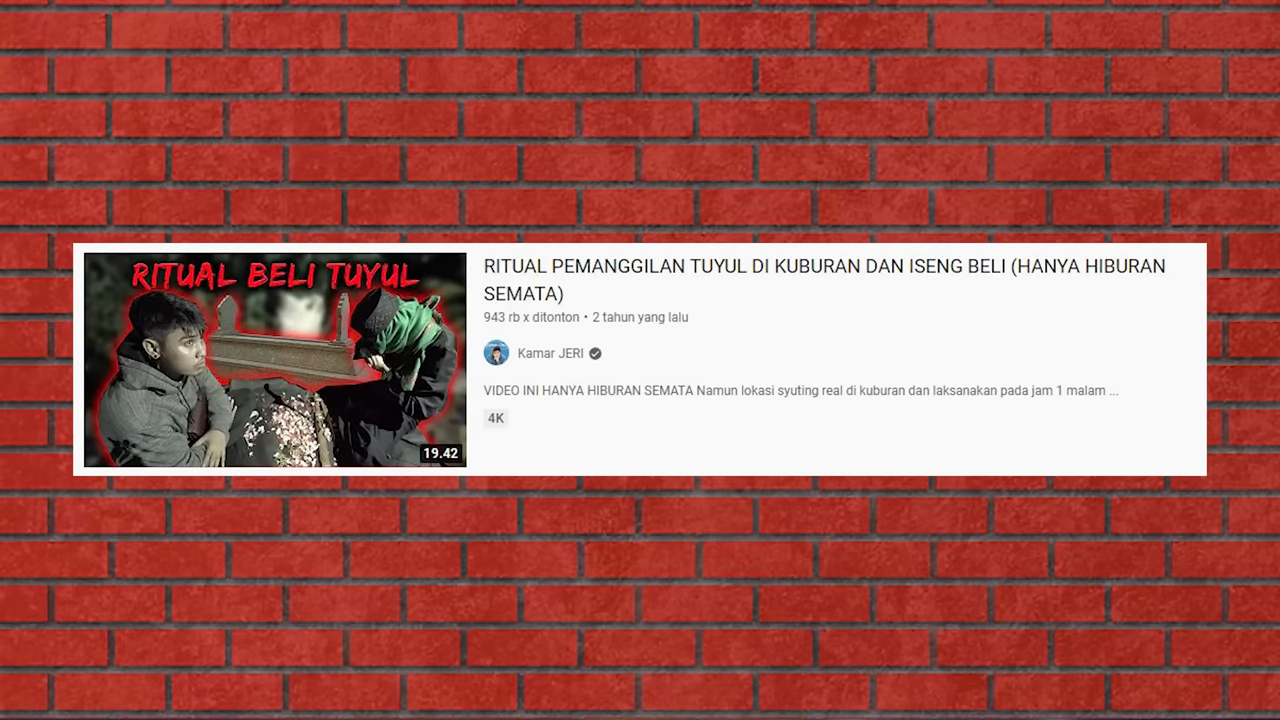 RITUAL BELI TUYUL
19.42
RITUAL PEMANGGILAN TUYUL DI KUBURAN DAN ISENG BELI (HANYA HIBURAN
SEMATA)
943 rb x ditonton • 2 tahun yang lalu
Kamar JERI
VIDEO INI HANYA HIBURAN SEMATA Namun lokasi syuting real di kuburan dan laksanakan pada jam 1 malam ...
4K